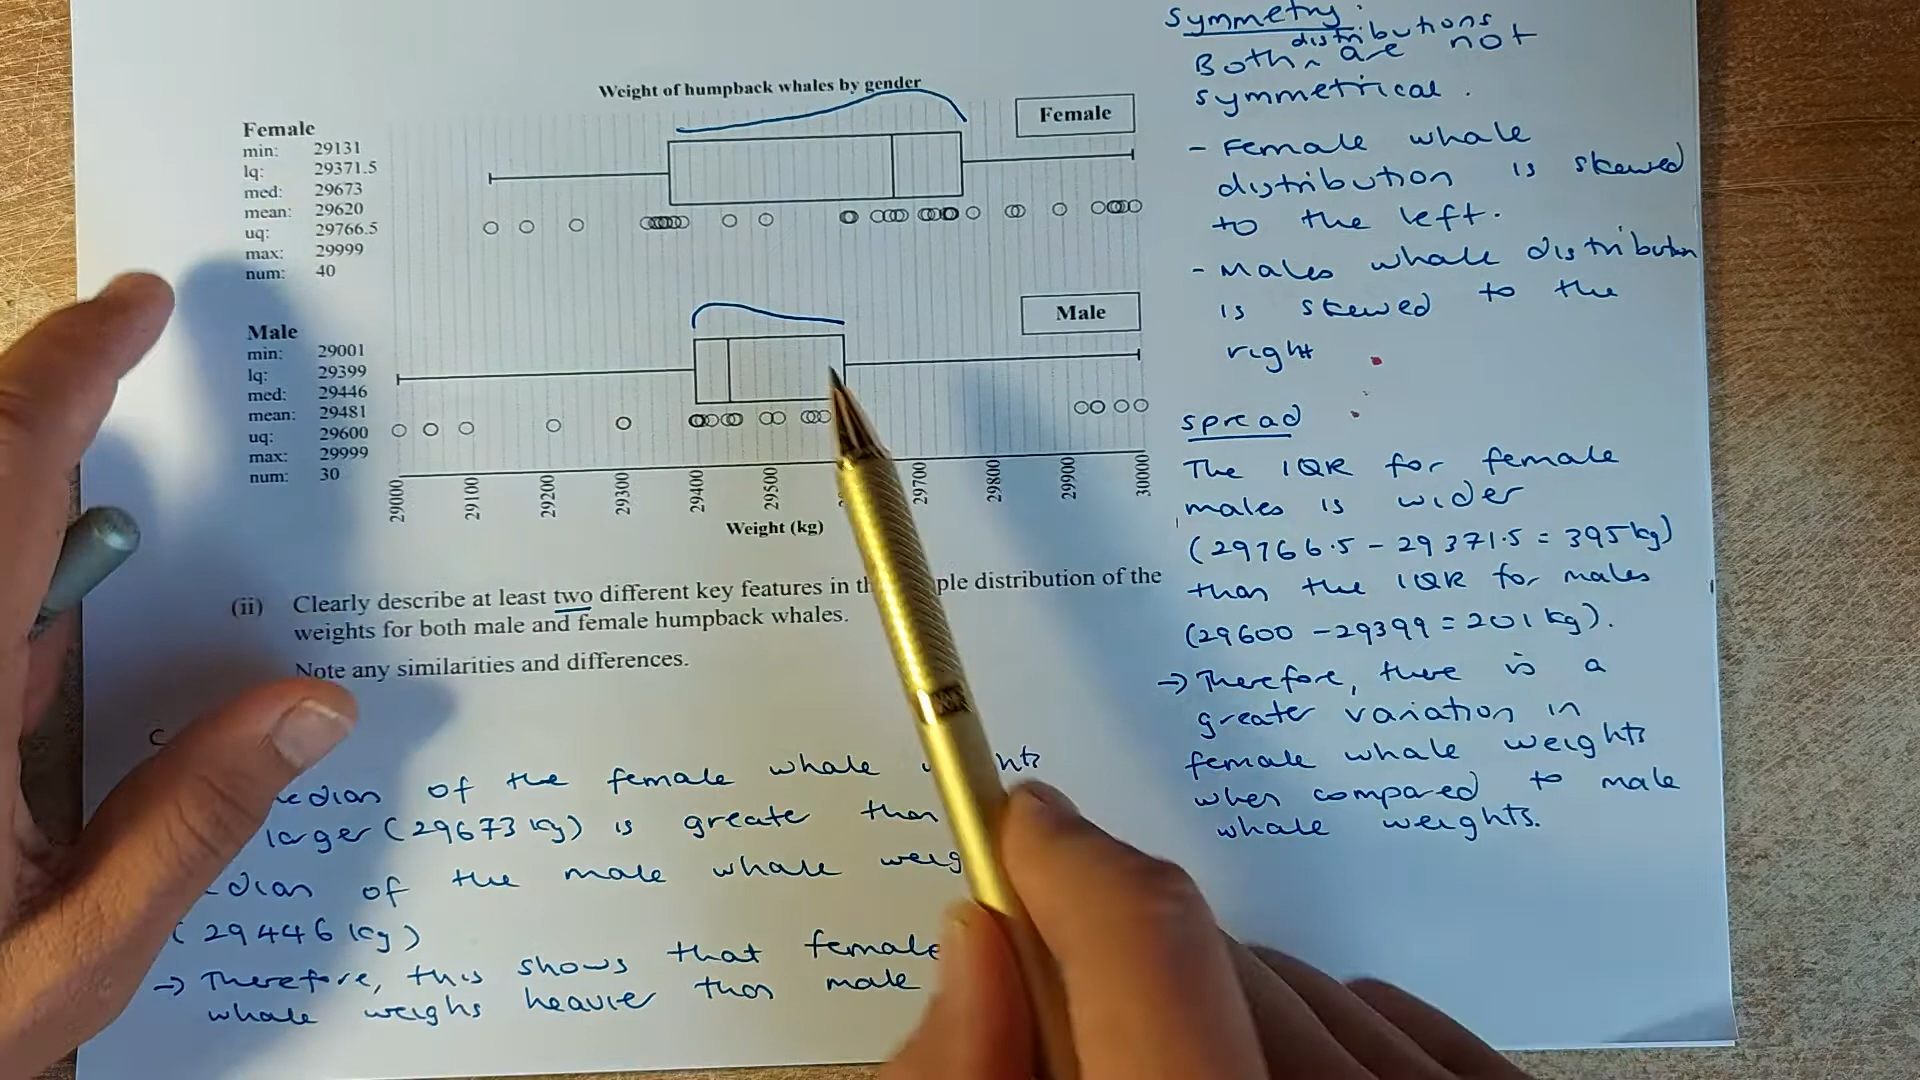 Weight of humpback whales by gender
Female
min: 29131
lq: 29371.5
med: 29673
mean: 29620
uq: 29766.5
max: 29999
num: 40
Female
Male
min: 29001
lq: 29399
med: 29446
mean: 29481
uq: 29600
max: 29999
num: 30
Male
29000 29100 29200 29300 29400 29500 29700 29800 29900 30000
Weight (kg)
(ii) Clearly describe at least two different key features in ple distribution of the
weights for both male and female humpback whales.
Note any similarities and differences.
of the female whale
larger (29673 kg) is greate than
of the male whale
(29446 kg)
→ Therefore, this shows that female
whale weighs heavier than male
Symmetry:
distributions
Both ^ are not
symmetrical.
- Female whale
distribution is skewed
to the left.
- Males whale distribution
is skewed to the
right
spread
The IQR for female
males is wider
(29766.5 - 29371.5 = 395 kg)
than the IQR for males
(29600 - 29399 = 201 kg).
→ Therefore, there is a
greater variation in
female whale weights
when compared to male
whale weights.